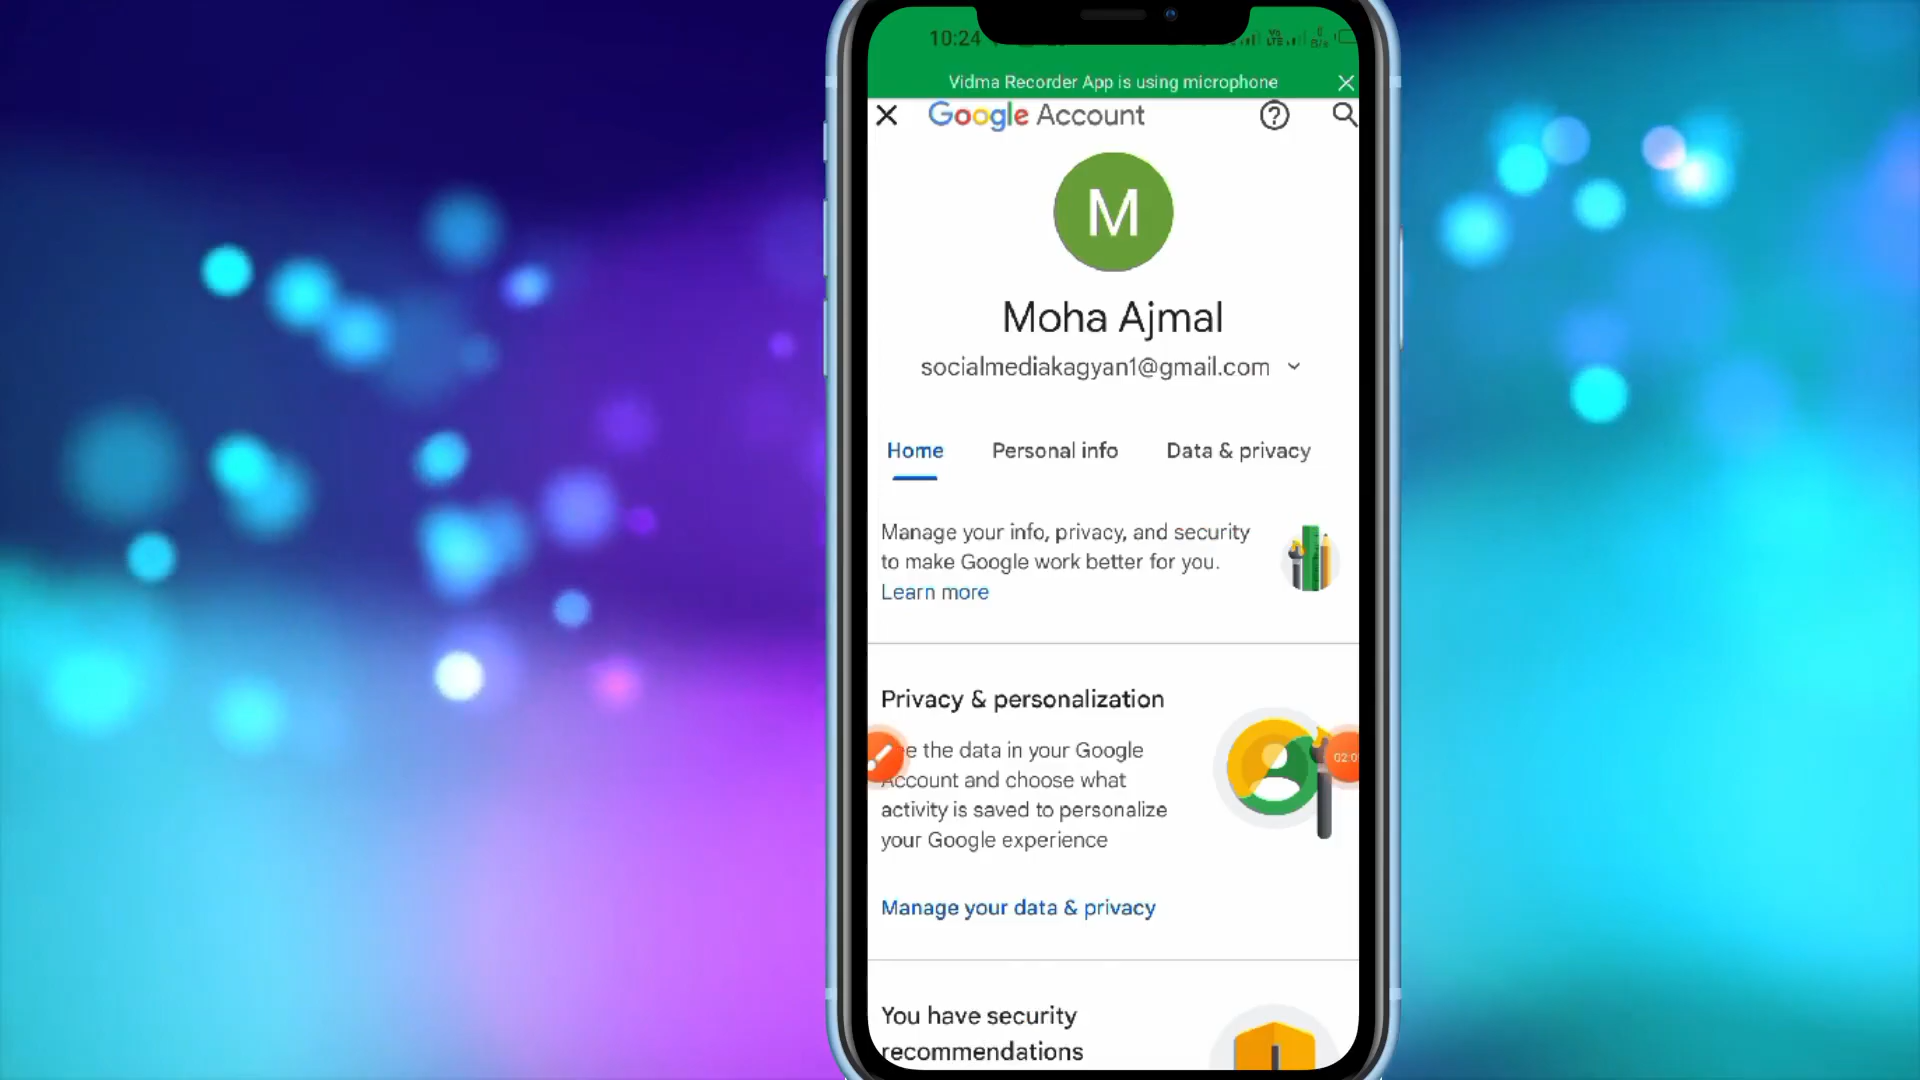 10:24
Vidma Recorder App is using microphone
Google Account
M
Moha Ajmal
socialmediakagyan1@gmail.com
Home Personal info Data & privacy
Manage your info, privacy, and security
to make Google work better for you.
Learn more
Privacy & personalization
the data in your Google
Account and choose what
activity is saved to personalize
your Google experience
Manage your data & privacy
You have security
recommendations